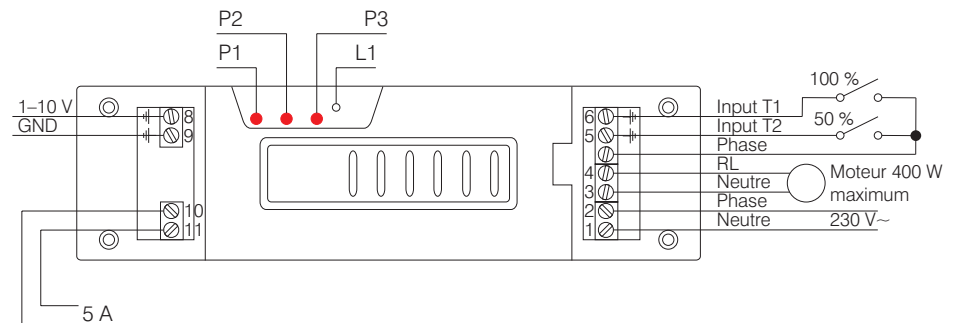 P2
P3
P1
L1
100 %
1–10 V
8
6
Input T1
GND
9
5
Input T2
50 %
Phase
4
RL
Moteur 400 W
maximum
3
Neutre
10
2
Phase
11
1
Neutre
230 V~
5 A